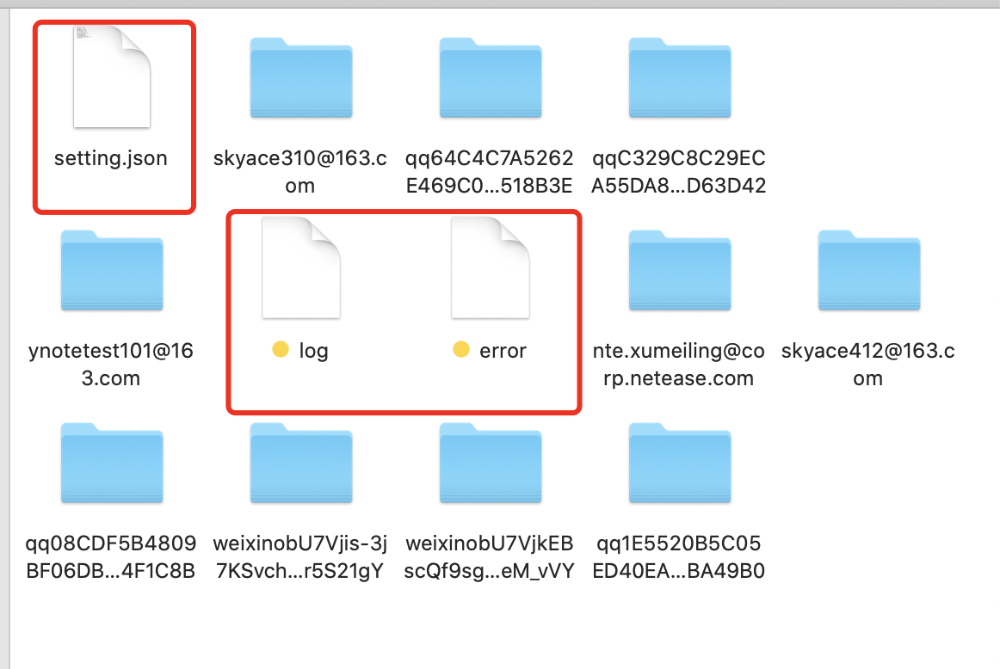 setting.json
skyace310@163.c
om
qq64C4C7A5262
E469C0...518B3E
qqC329C8C29EC
A55DA8...D63D42
ynotetest101@16
3.com
log
error
nte.xumeiling@co
rp.netease.com
skyace412@163.c
om
qq08CDF5B4809
BF06DB...4F1C8B
weixinobU7Vjis-3j
7KSvch...r5S21gY
weixinobU7VjkEB
scQf9sg...eM_vVY
qq1E5520B5C05
ED40EA...BA49B0